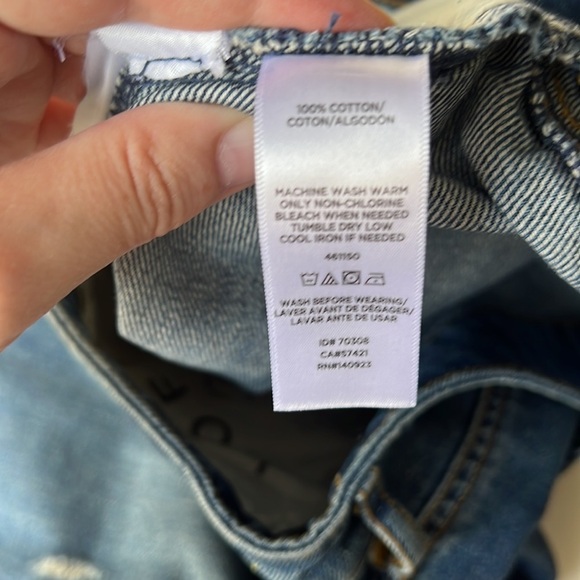 100% COTTON/
COTON/ALGODÓN
MACHINE WASH WARM
ONLY NON-CHLORINE
BLEACH WHEN NEEDED
TUMBLE DRY LOW
COOL IRON IF NEEDED
461150
WASH BEFORE WEARING/
LAVER AVANT DE DÉGAGER/
LAVAR ANTE DE USAR
ID# 70308
CA#57421
RN#140923